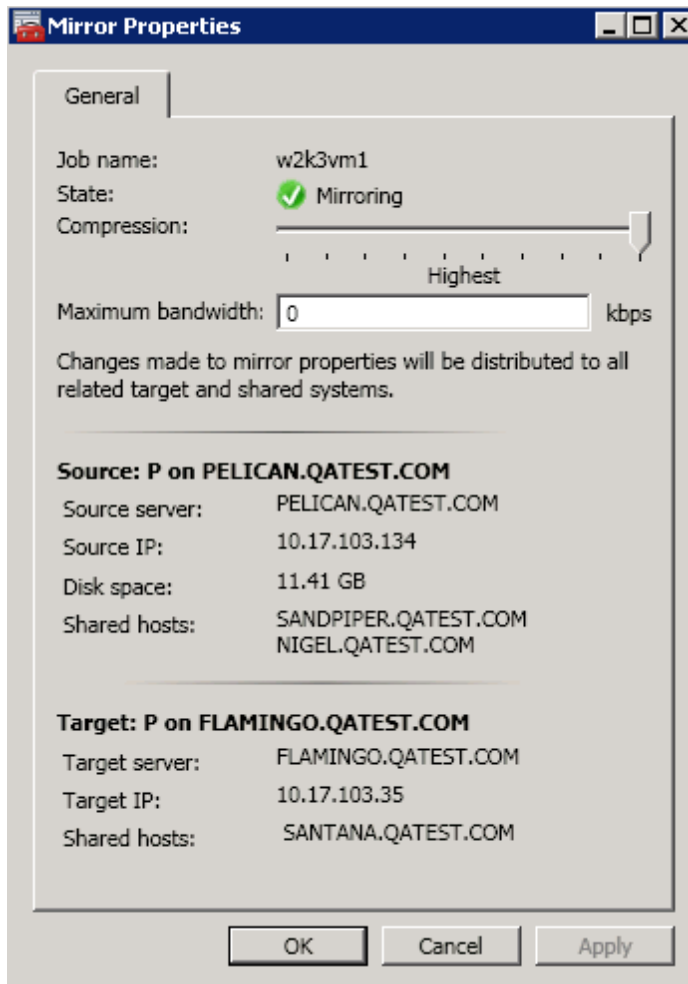 Mirror Properties
General
Job name: w2k3vm1
State: Mirroring
Compression:
Highest
Maximum bandwidth: 0 kbps
Changes made to mirror properties will be distributed to all
related target and shared systems.
Source: P on PELICAN.QATEST.COM
Source server: PELICAN.QATEST.COM
Source IP: 10.17.103.134
Disk space: 11.41 GB
Shared hosts: SANDPIPER.QATEST.COM
NIGEL.QATEST.COM
Target: P on FLAMINGO.QATEST.COM
Target server: FLAMINGO.QATEST.COM
Target IP: 10.17.103.35
Shared hosts: SANTANA.QATEST.COM
OK Cancel Apply